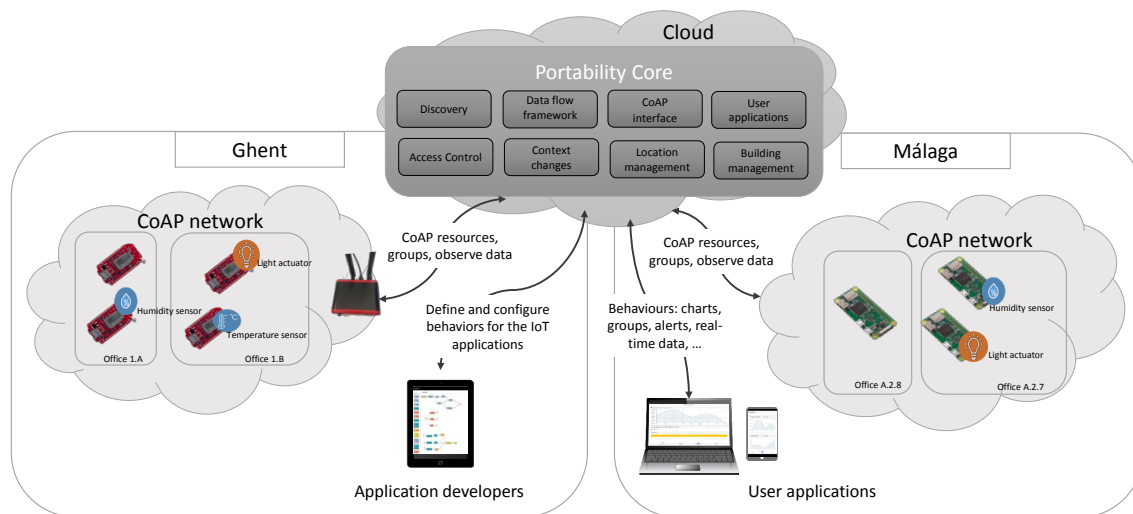 Cloud
Portability Core
Discovery
Data flow
framework
CoAP
interface
User
applications
Access Control
Context
changes
Location
management
Building
management
Ghent
Málaga
CoAP network
Light actuator
Humidity sensor
Temperature sensor
Office 1.A
Office 1.B
CoAP resources,
groups, observe data
Define and configure
behaviors for the IoT
applications
Behaviours: charts,
groups, alerts, real-
time data, ...
CoAP resources,
groups, observe data
CoAP network
Humidity sensor
Light actuator
Office A.2.8
Office A.2.7
Application developers
User applications